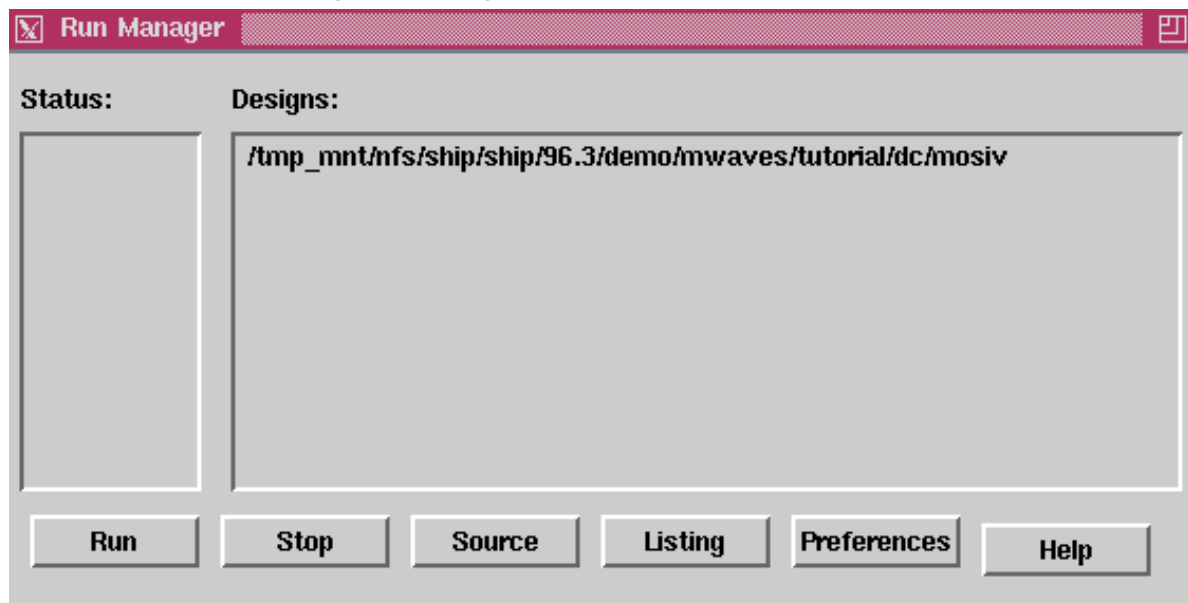 Run Manager
Status:
Designs:
/tmp_mnt/nfs/ship/ship/96.3/demo/mwaves/tutorial/dc/mosiv
Run
Stop
Source
Listing
Preferences
Help